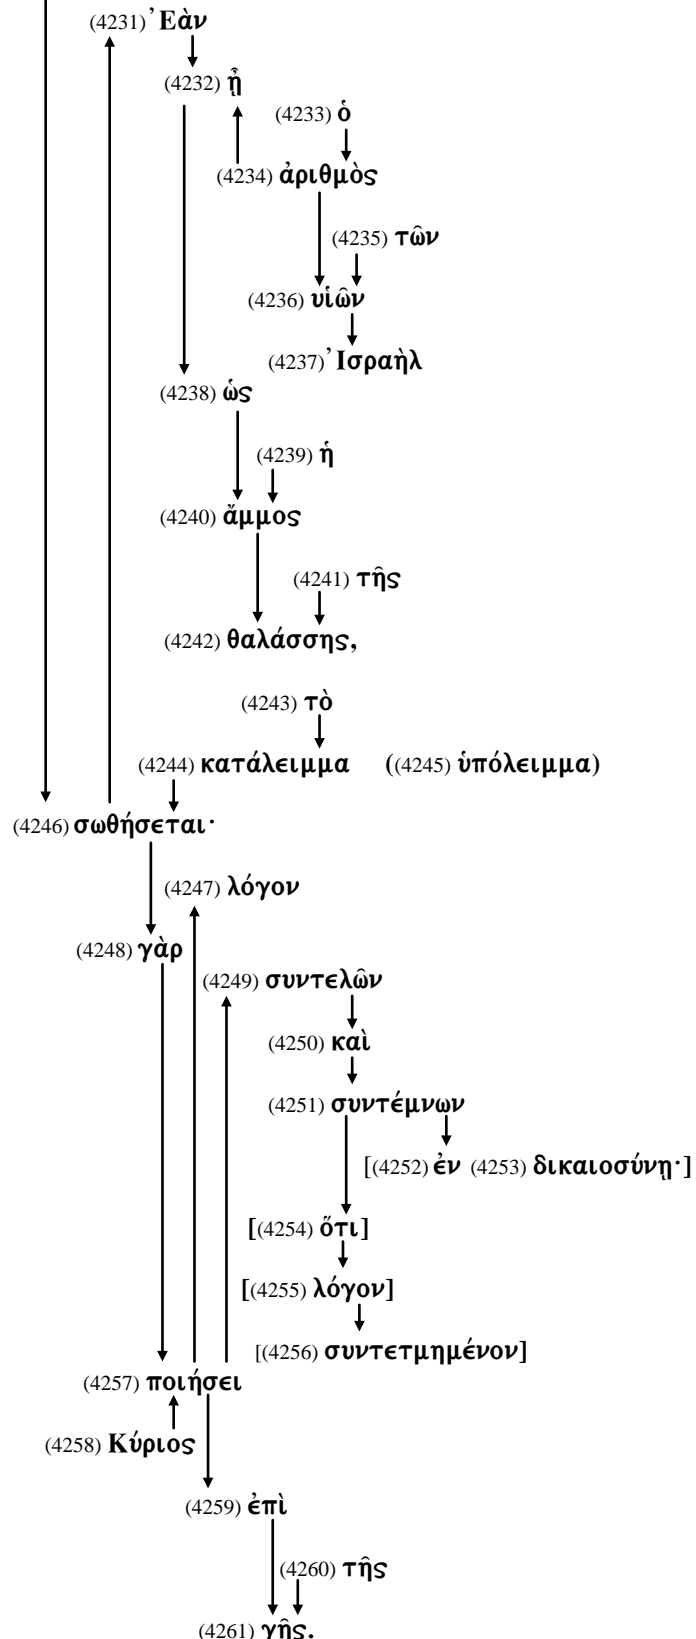 (4231) Ἐὰν
(4232) ᾖ
(4233) ὁ
(4234) ἀριθμὸς
(4235) τῶν
(4236) υἱῶν
(4237) Ἰσραὴλ
(4238) ὡς
(4239) ἡ
(4240) ἄμμος
(4241) τῆς
(4242) θαλάσσης,
(4243) τὸ
(4244) κατάλειμμα ((4245) ὑπόλειμμα)
(4246) σωθήσεται·
(4247) λόγον
(4248) γὰρ
(4249) συντελῶν
(4250) καὶ
(4251) συντέμνων
[(4252) ἐν (4253) δικαιοσύνῃ·]
[(4254) ὅτι]
[(4255) λόγον]
[(4256) συντετμημένον]
(4257) ποιήσει
(4258) Κύριος
(4259) ἐπὶ
(4260) τῆς
(4261) γῆς.